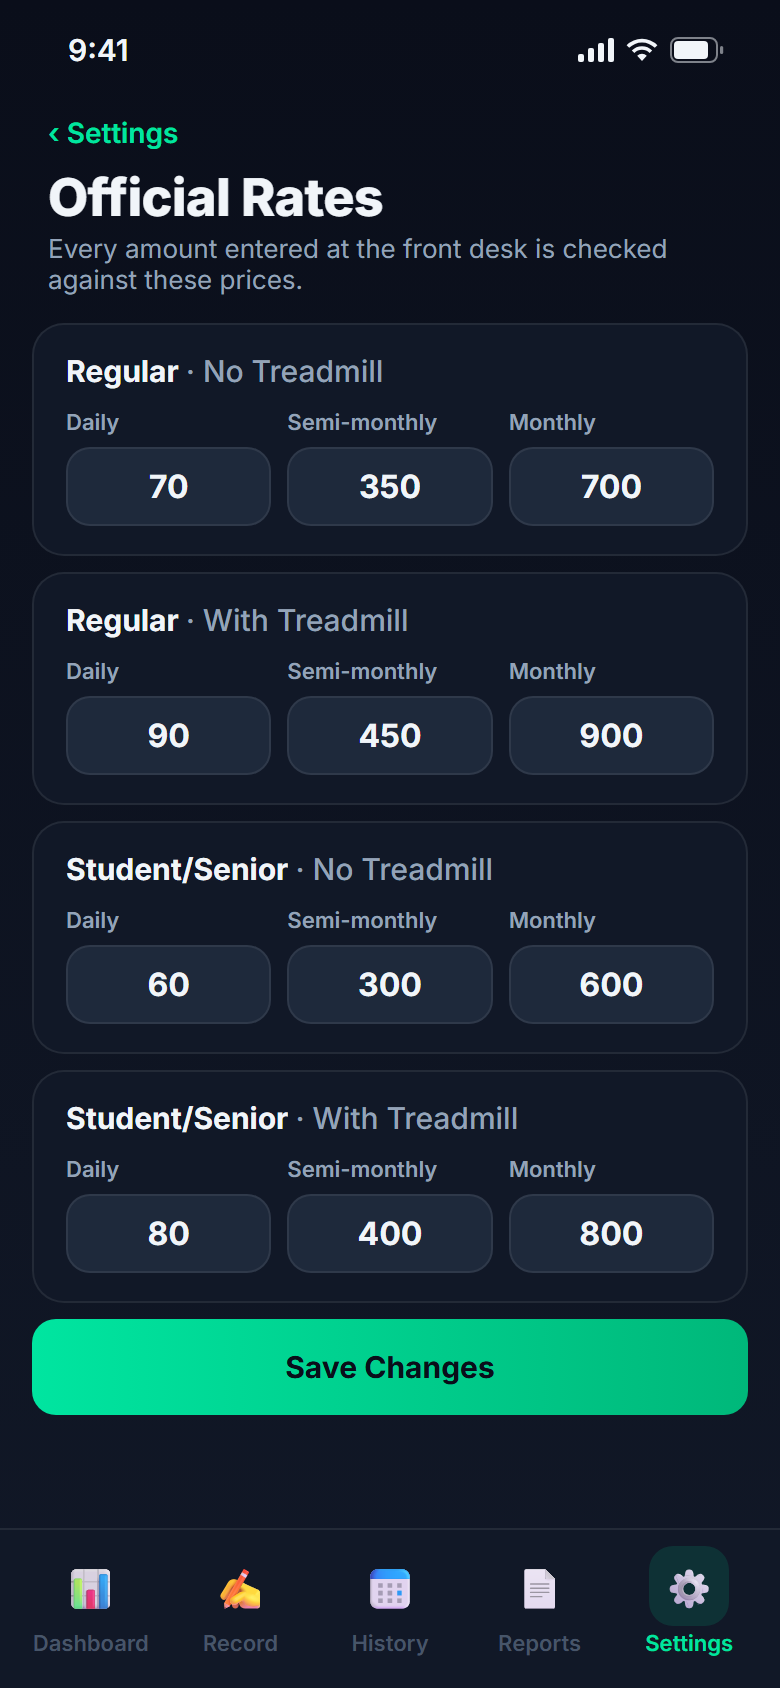 9:41
‹ Settings
Official Rates
Every amount entered at the front desk is checked
against these prices.
Regular · No Treadmill
Daily Semi-monthly Monthly
70 350 700
Regular · With Treadmill
Daily Semi-monthly Monthly
90 450 900
Student/Senior · No Treadmill
Daily Semi-monthly Monthly
60 300 600
Student/Senior · With Treadmill
Daily Semi-monthly Monthly
80 400 800
Save Changes
Dashboard Record History Reports Settings